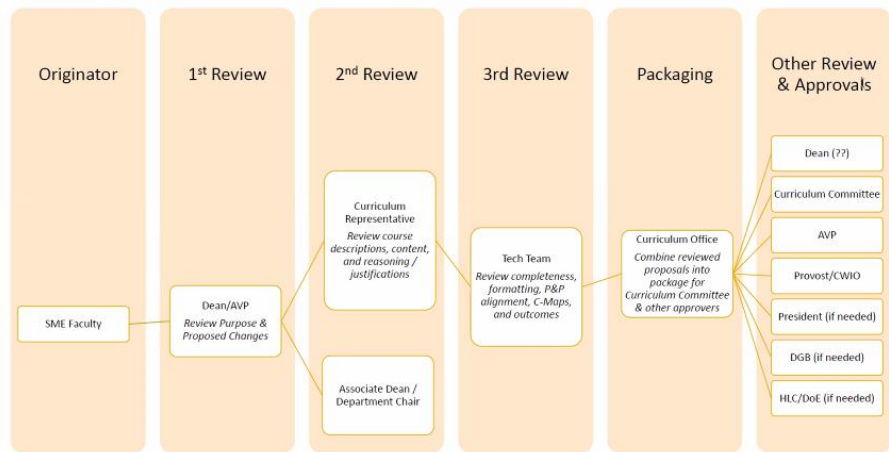 Originator
1st Review
2nd Review
3rd Review
Packaging
Other Review
& Approvals
SME Faculty
Dean/AVP
Review Purpose &
Proposed Changes
Curriculum
Representative
Review course
descriptions, content,
and reasoning /
justifications
Associate Dean /
Department Chair
Tech Team
Review completeness,
formatting, P&P
alignment, C-Maps,
and outcomes
Curriculum Office
Combine reviewed
proposals into
package for
Curriculum Committee
& other approvers
Dean (??)
Curriculum Committee
AVP
Provost/CWIO
President (if needed)
DGB (if needed)
HLC/DoE (if needed)